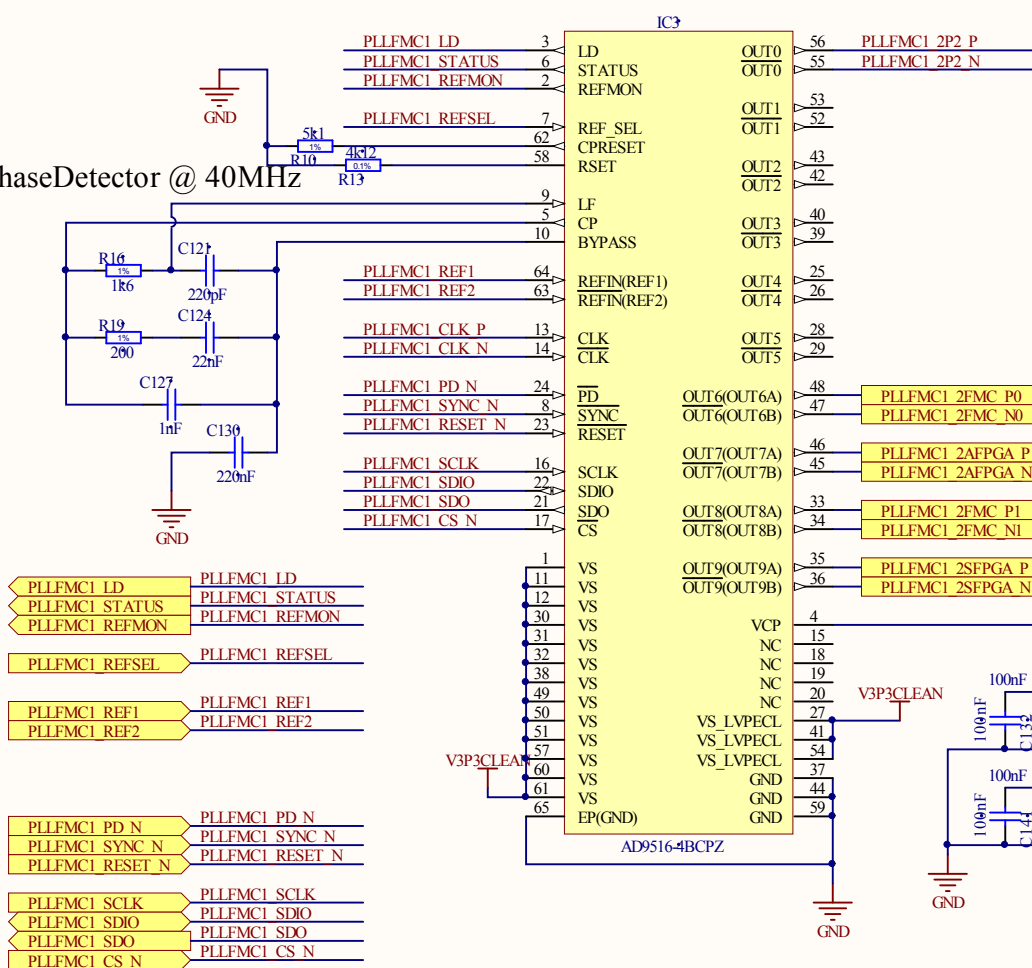 IC3
PLLFMC1_LD 3 LD OUT0 56 PLLFMC1_2P2_P
PLLFMC1_STATUS 6 STATUS OUT0 55 PLLFMC1_2P2_N
PLLFMC1_REFMON 2 REFMON
OUT1 53
GND
PLLFMC1_REFSEL 7 REF_SEL OUT1 52
5k1 1% R10 62 CPRESET
4k12 0.1% R13 58 RSET OUT2 43
OUT2 42
haseDetector @ 40MHz
9 LF
5 CP OUT3 40
10 BYPASS OUT3 39
R16 1% 1k6 C121 220pF
PLLFMC1_REF1 64 REFIN(REF1) OUT4 25
PLLFMC1_REF2 63 REFIN(REF2) OUT4 26
R19 1% 200 C124 22nF
PLLFMC1_CLK_P 13 CLK OUT5 28
PLLFMC1_CLK_N 14 CLK OUT5 29
C127 1nF
PLLFMC1_PD_N 24 PD OUT6(OUT6A) 48 PLLFMC1_2FMC_P0
PLLFMC1_SYNC_N 8 SYNC OUT6(OUT6B) 47 PLLFMC1_2FMC_N0
PLLFMC1_RESET_N 23 RESET
C130 220nF
OUT7(OUT7A) 46 PLLFMC1_2AFPGA_P
PLLFMC1_SCLK 16 SCLK OUT7(OUT7B) 45 PLLFMC1_2AFPGA_N
PLLFMC1_SDIO 22 SDIO
PLLFMC1_SDO 21 SDO OUT8(OUT8A) 33 PLLFMC1_2FMC_P1
PLLFMC1_CS_N 17 CS OUT8(OUT8B) 34 PLLFMC1_2FMC_N1
GND
1 VS OUT9(OUT9A) 35 PLLFMC1_2SFPGA_P
11 VS OUT9(OUT9B) 36 PLLFMC1_2SFPGA_N
12 VS
30 VS VCP 4
31 VS NC 15
32 VS NC 18
38 VS NC 19
49 VS NC 20
50 VS VS_LVPECL 27 V3P3CLEAN
51 VS VS_LVPECL 41
57 VS VS_LVPECL 54
V3P3CLEAN
60 VS GND 37
61 VS GND 44
65 EP(GND) GND 59
AD9516-4BCPZ
GND
100nF
100nF
100nF
100nF
GND
PLLFMC1_LD PLLFMC1_LD
PLLFMC1_STATUS PLLFMC1_STATUS
PLLFMC1_REFMON PLLFMC1_REFMON
PLLFMC1_REFSEL PLLFMC1_REFSEL
PLLFMC1_REF1 PLLFMC1_REF1
PLLFMC1_REF2 PLLFMC1_REF2
PLLFMC1_PD_N PLLFMC1_PD_N
PLLFMC1_SYNC_N PLLFMC1_SYNC_N
PLLFMC1_RESET_N PLLFMC1_RESET_N
PLLFMC1_SCLK PLLFMC1_SCLK
PLLFMC1_SDIO PLLFMC1_SDIO
PLLFMC1_SDO PLLFMC1_SDO
PLLFMC1_CS_N PLLFMC1_CS_N